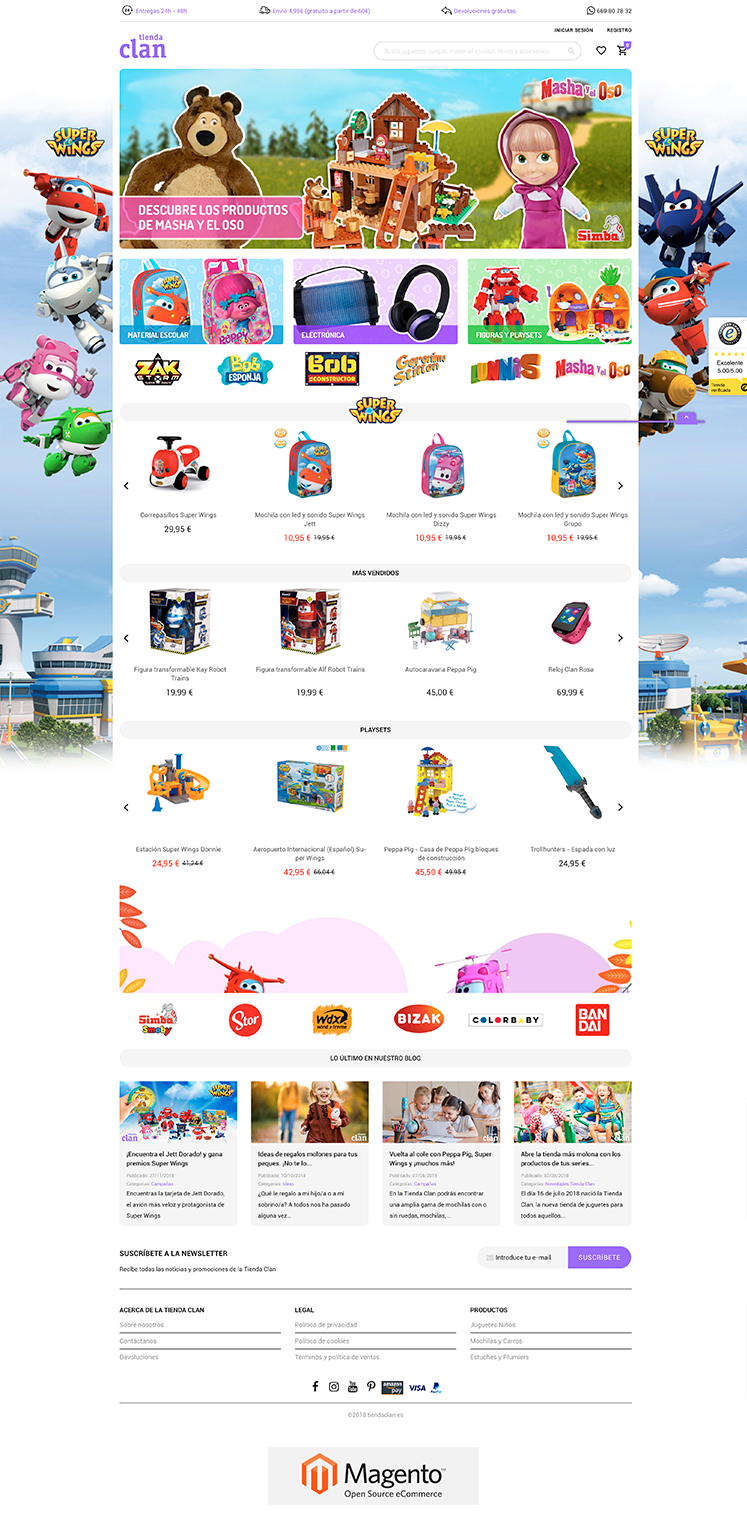 Entregas 24h - 48h
Envío 4,95€ (gratuito a partir de 60€)
Devoluciones gratuitas
669 80 78 32
INICIAR SESIÓN
REGISTRO
tienda
clan
Busca juguetes, juegos, material escolar, libros y accesorios
SUPER
WINGS
SUPER
WINGS
Masha y el Oso
DESCUBRE LOS PRODUCTOS
DE MASHA Y EL OSO
Simba
MATERIAL ESCOLAR
POPPY
ELECTRÓNICA
FIGURAS Y PLAYSETS
Excelente
5.00/5.00
Tienda
verificada
ZAK
STORM
Bob
ESPONJA
Bob
EL CONSTRUCTOR
Geronimo
Stilton
LUNNIS
Masha y el Oso
SUPER
WINGS
Correpasillos Super Wings
29,95 €
Mochila con led y sonido Super Wings
Jett
10,95 € 19,95 €
Mochila con led y sonido Super Wings
Dizzy
10,95 € 19,95 €
Mochila con led y sonido Super Wings
Grupo
10,95 € 19,95 €
MÁS VENDIDOS
Figura transformable Kay Robot
Trains
19,99 €
Figura transformable Alf Robot Trains
19,99 €
Autocaravana Peppa Pig
45,00 €
Reloj Clan Rosa
69,99 €
PLAYSETS
Estación Super Wings Donnie
24,95 € 41,24 €
Aeropuerto Internacional (Español) Su-
per Wings
42,95 € 66,04 €
Peppa Pig - Casa de Peppa Pig bloques
de construcción
45,50 € 49,95 €
Trollhunters - Espada con luz
24,95 €
Simba
Smoby
Stor
WdX
world x-treme
BIZAK
COLORBABY
BAN
DAI
LO ÚLTIMO EN NUESTRO BLOG
SUPER
WINGS
clan
¡Encuentra el Jett Dorado! y gana
premios Super Wings
Publicado: 27/11/2018
Categorías: Campañas
Encuentras la tarjeta de Jett Dorado,
el avión más veloz y protagonista de
Super Wings
clan
Ideas de regalos molones para tus
peques. ¡No te lo...
Publicado: 10/10/2018
Categorías: Ideas
¿Qué le regalo a mi hijo/a o a mi
sobrino/a? A todos nos ha pasado
alguna vez...
clan
Vuelta al cole con Peppa Pig, Super
Wings y ¡muchos más!
Publicado: 07/08/2018
Categorías: Campañas
En la Tienda Clan podrás encontrar
una amplia gama de mochilas con o
sin ruedas, mochilas, ...
clan
Abre la tienda más molona con los
productos de tus series...
Categorías: Novedades Tienda Clan
El día 16 de julio 2018 nació la Tienda
Clan, la nueva tienda de juguetes para
todos aquellos...
SUSCRÍBETE A LA NEWSLETTER
Recibe todas las noticias y promociones de la Tienda Clan
Introduce tu e-mail
SUSCRÍBETE
ACERCA DE LA TIENDA CLAN
Sobre nosotros
Contáctanos
Devoluciones
LEGAL
Política de privacidad
Política de cookies
Términos y política de ventas
PRODUCTOS
Juguetes Niños
Mochilas y Carros
Estuches y Plumiers
You
Tube
amazon
pay
VISA
PayPal
©2018 tiendaclan.es
Magento™
Open Source eCommerce